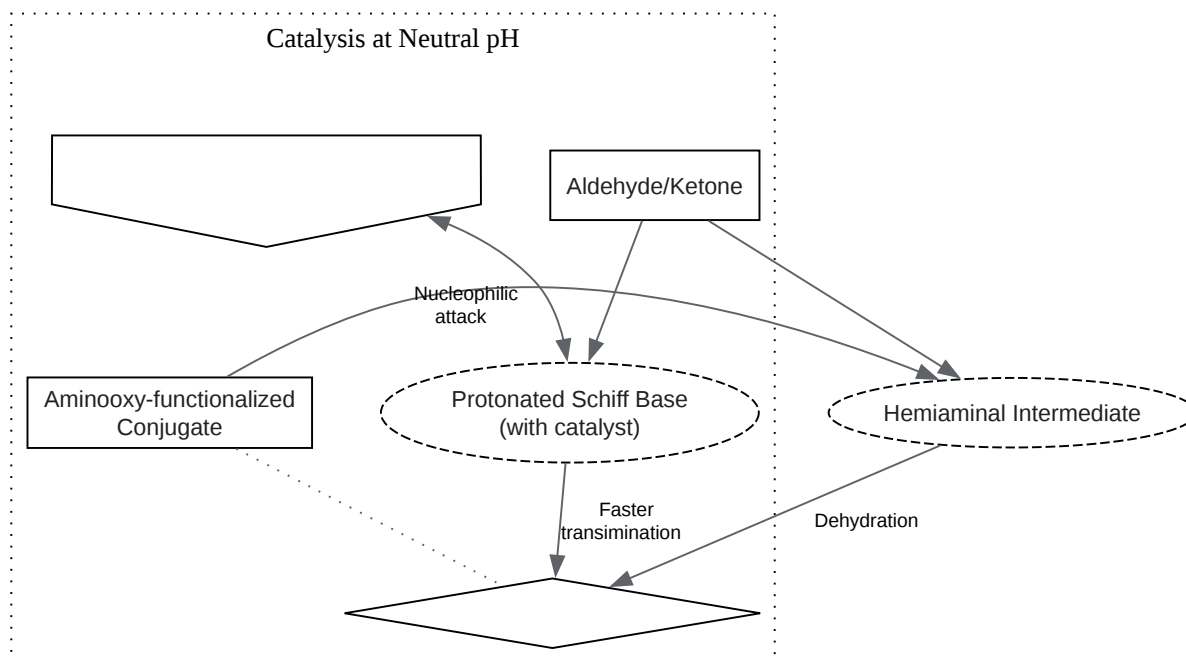 Catalysis at Neutral pH
Aldehyde/Ketone
Nucleophilic
attack
Aminooxy-functionalized
Conjugate
Protonated Schiff Base
(with catalyst)
Hemiaminal Intermediate
Faster
transimination
Dehydration